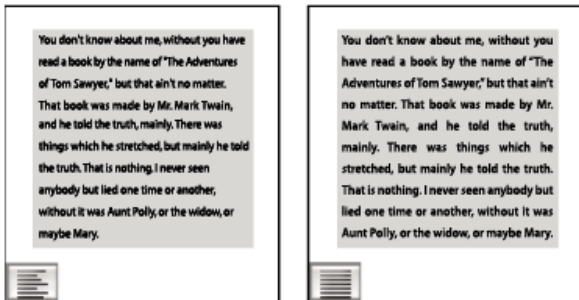 You don't know about me, without you have
read a book by the name of "The Adventures
of Tom Sawyer," but that ain't no matter.
That book was made by Mr. Mark Twain,
and he told the truth, mainly. There was
things which he stretched, but mainly he told
the truth. That is nothing. I never seen
anybody but lied one time or another,
without it was Aunt Polly, or the widow, or
maybe Mary.
You don't know about me, without you
have read a book by the name of "The
Adventures of Tom Sawyer," but that ain't
no matter. That book was made by Mr.
Mark Twain, and he told the truth,
mainly. There was things which he
stretched, but mainly he told the truth.
That is nothing. I never seen anybody but
lied one time or another, without it was
Aunt Polly, or the widow, or maybe Mary.